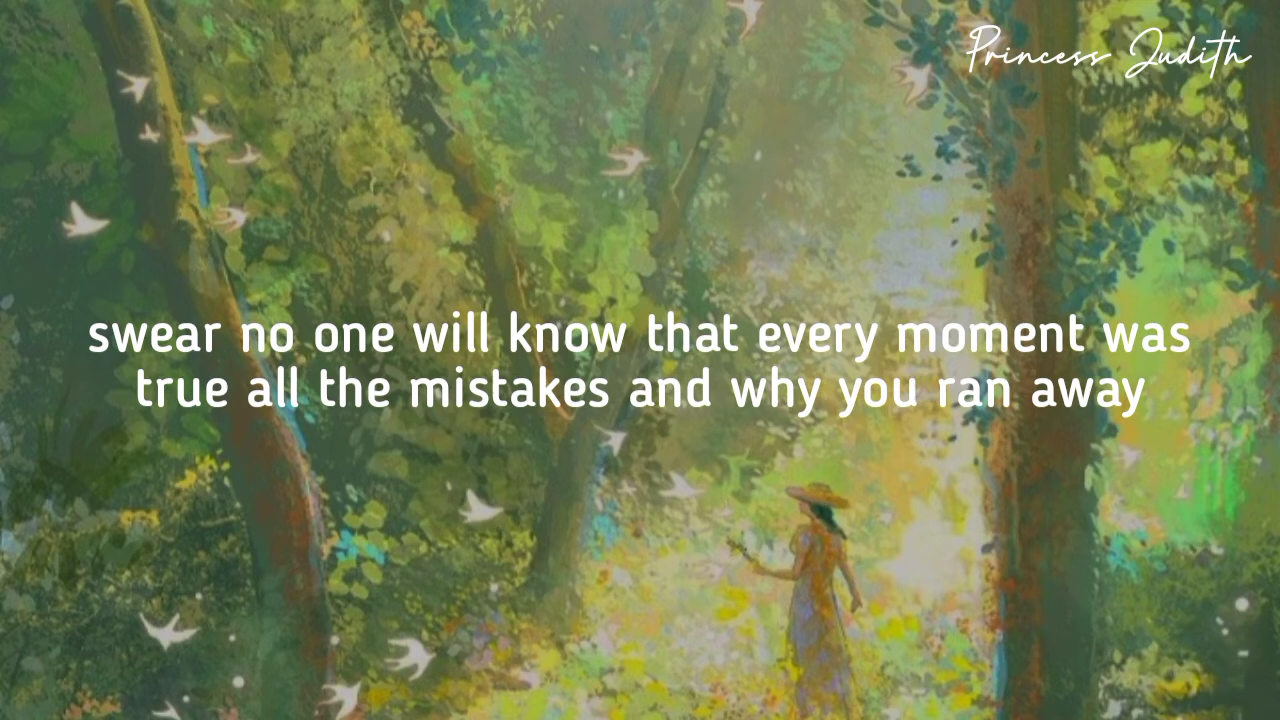 Princess Judith
swear no one will know that every moment was
true all the mistakes and why you ran away